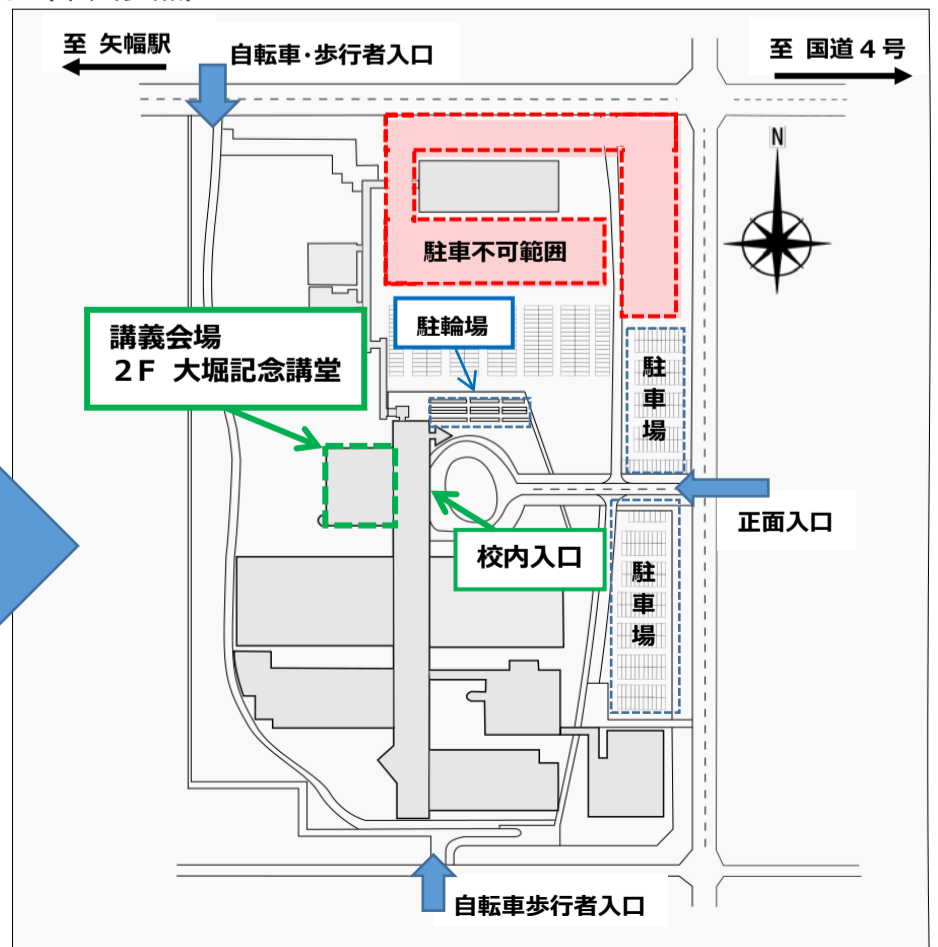 至 矢幅駅
自転車・歩行者入口
至 国道４号
N
駐車不可範囲
講義会場
２Ｆ 大堀記念講堂
駐輪場
駐車場
正面入口
校内入口
駐車場
自転車歩行者入口